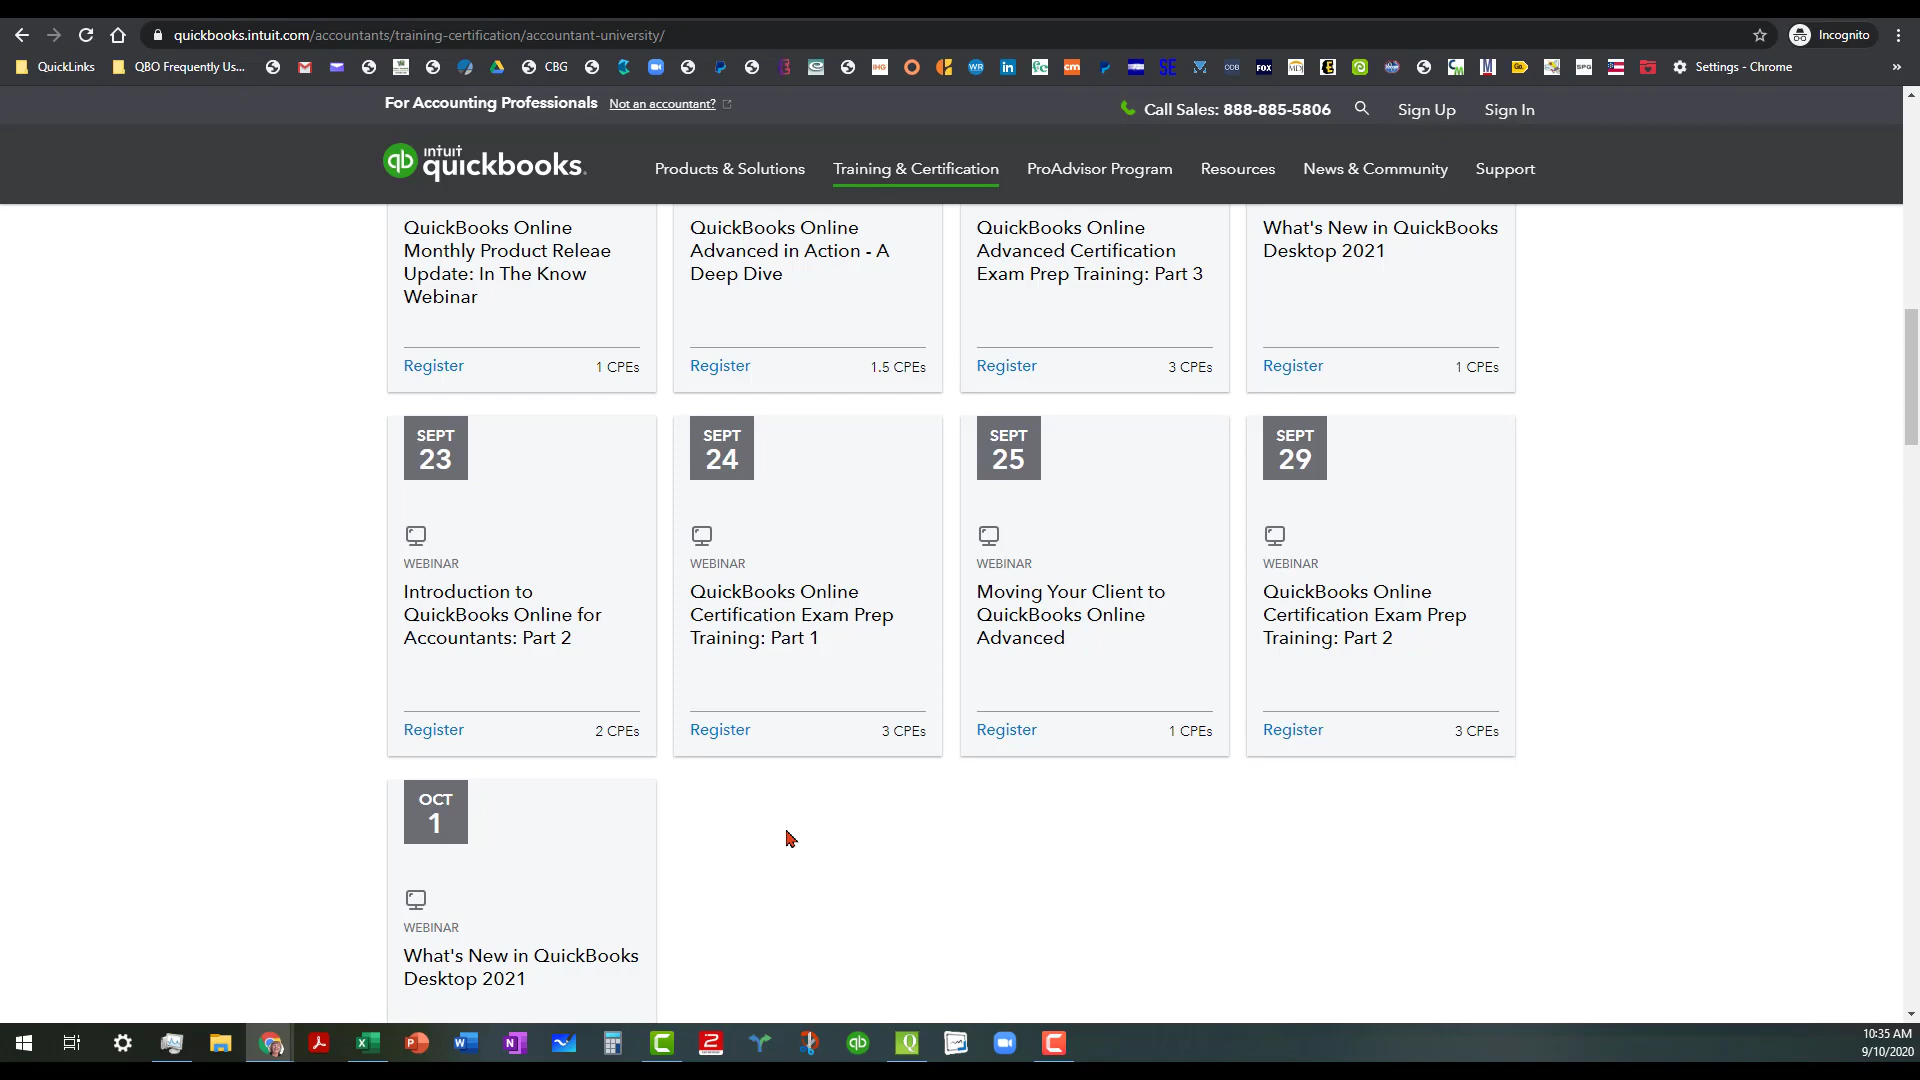 quickbooks.intuit.com/accountants/training-certification/accountant-university/
Incognito
QuickLinks
QBO Frequently Us...
CBG
Settings - Chrome
»
For Accounting Professionals
Not an accountant?
Call Sales: 888-885-5806
Sign Up
Sign In
qb
intuit
quickbooks.
Products & Solutions
Training & Certification
ProAdvisor Program
Resources
News & Community
Support
QuickBooks Online
Monthly Product Releae
Update: In The Know
Webinar
Register
1 CPEs
QuickBooks Online
Advanced in Action - A
Deep Dive
Register
1.5 CPEs
QuickBooks Online
Advanced Certification
Exam Prep Training: Part 3
Register
3 CPEs
What's New in QuickBooks
Desktop 2021
Register
1 CPEs
SEPT
23
WEBINAR
Introduction to
QuickBooks Online for
Accountants: Part 2
Register
2 CPEs
SEPT
24
WEBINAR
QuickBooks Online
Certification Exam Prep
Training: Part 1
Register
3 CPEs
SEPT
25
WEBINAR
Moving Your Client to
QuickBooks Online
Advanced
Register
1 CPEs
SEPT
29
WEBINAR
QuickBooks Online
Certification Exam Prep
Training: Part 2
Register
3 CPEs
OCT
1
WEBINAR
What's New in QuickBooks
Desktop 2021
10:35 AM
9/10/2020